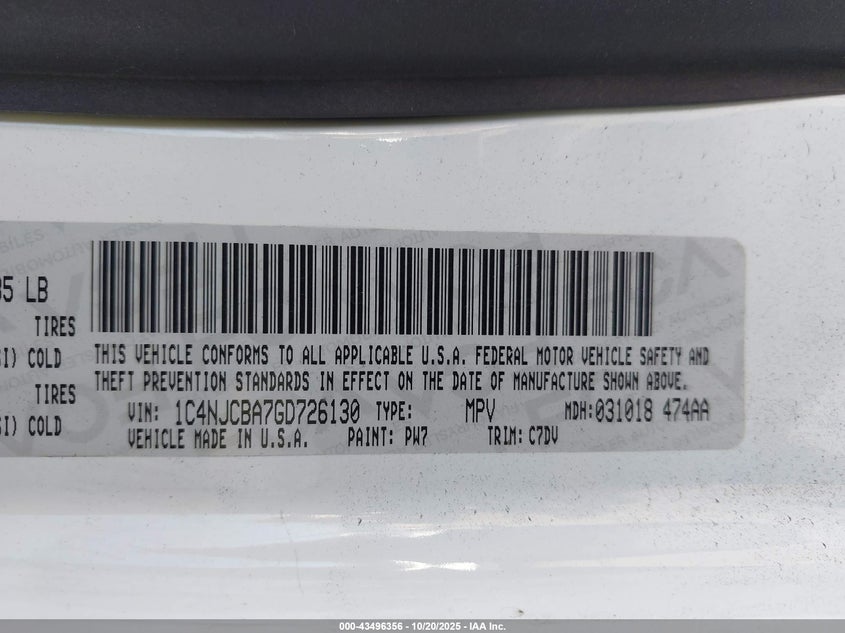 35 LB
TIRES
SI) COLD
TIRES
SI) COLD
THIS VEHICLE CONFORMS TO ALL APPLICABLE U.S.A. FEDERAL MOTOR VEHICLE SAFETY AND
THEFT PREVENTION STANDARDS IN EFFECT ON THE DATE OF MANUFACTURE SHOWN ABOVE.
VIN: 1C4NJCBA7GD726130 TYPE: MPV MDH:031018 474AA
VEHICLE MADE IN U.S.A. PAINT: PW7 TRIM: C7DV
000-43496356 | 10/20/2025 - IAA Inc.